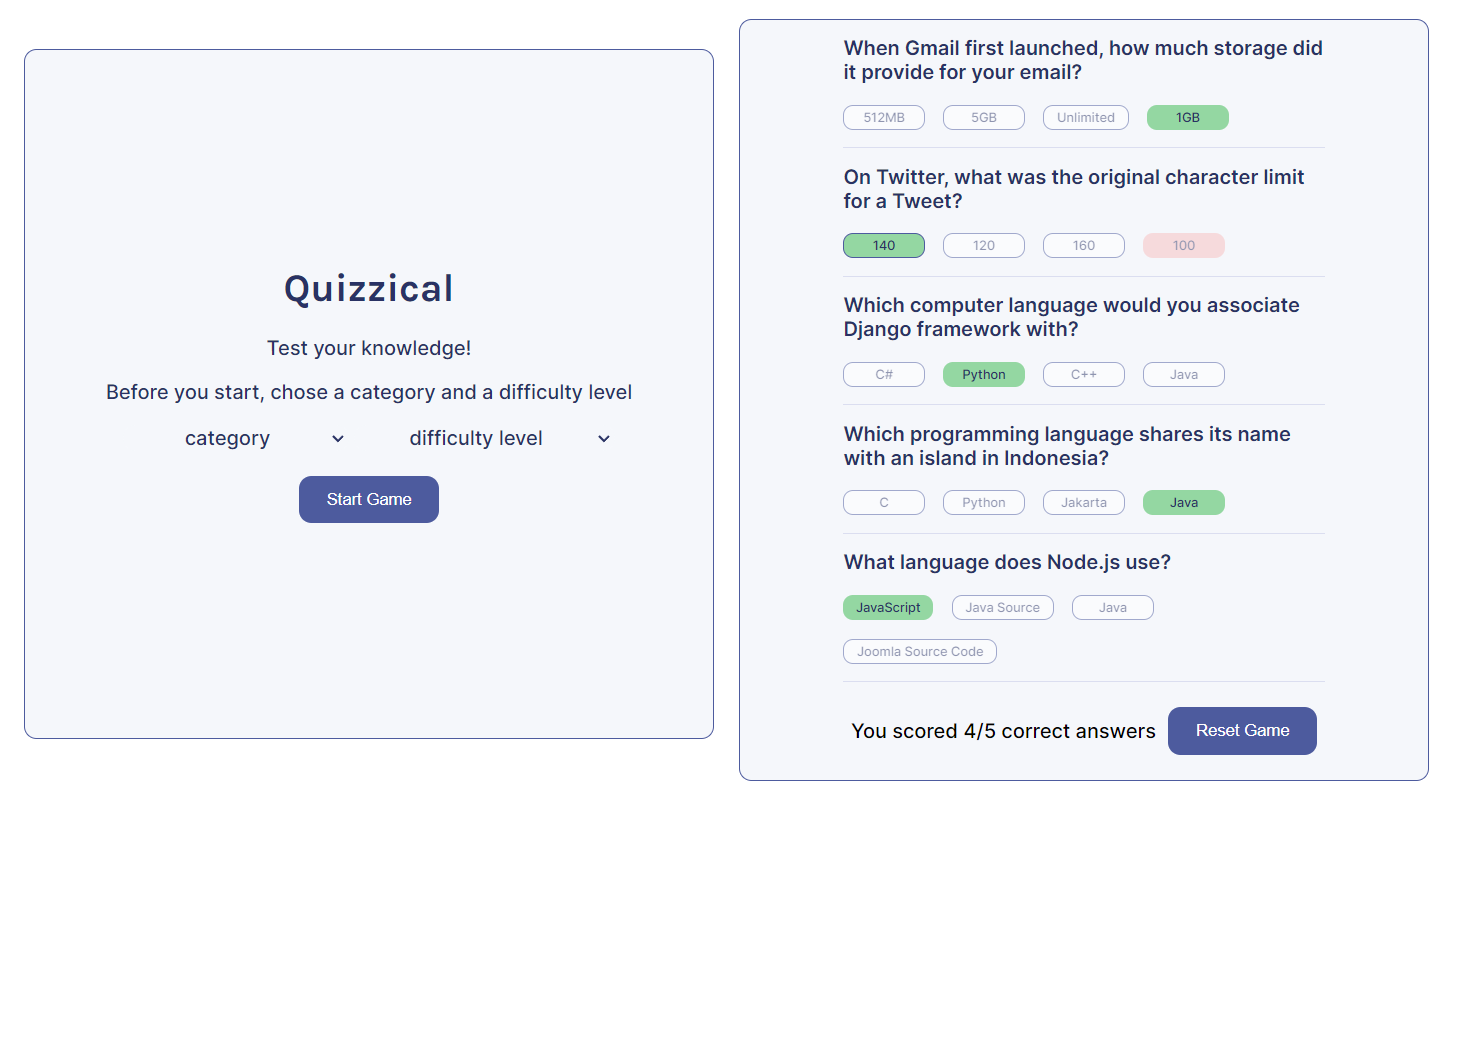 Quizzical
Test your knowledge!
Before you start, chose a category and a difficulty level
category difficulty level
Start Game
When Gmail first launched, how much storage did
it provide for your email?
512MB 5GB Unlimited 1GB
On Twitter, what was the original character limit
for a Tweet?
140 120 160 100
Which computer language would you associate
Django framework with?
C# Python C++ Java
Which programming language shares its name
with an island in Indonesia?
C Python Jakarta Java
What language does Node.js use?
JavaScript Java Source Java
Joomla Source Code
You scored 4/5 correct answers Reset Game